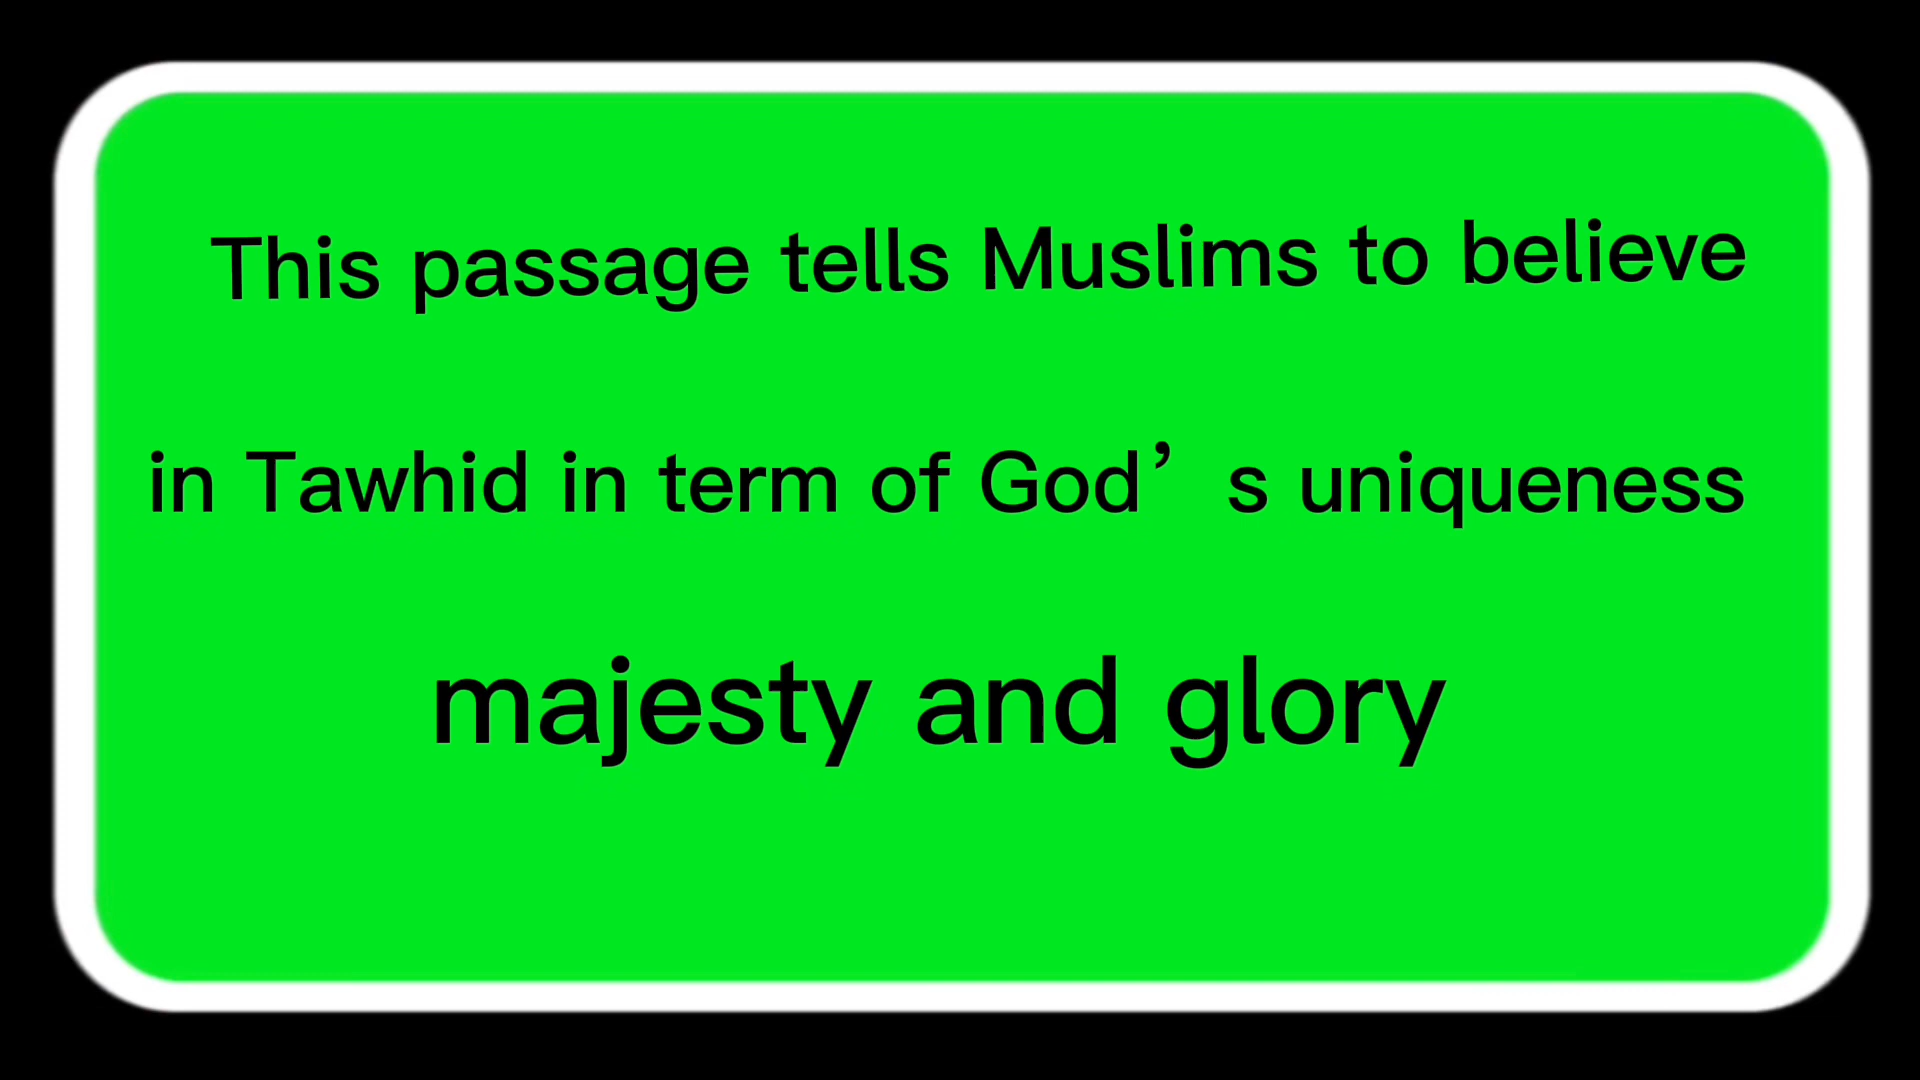 This passage tells Muslims to believe
in Tawhid in term of God’s uniqueness
majesty and glory